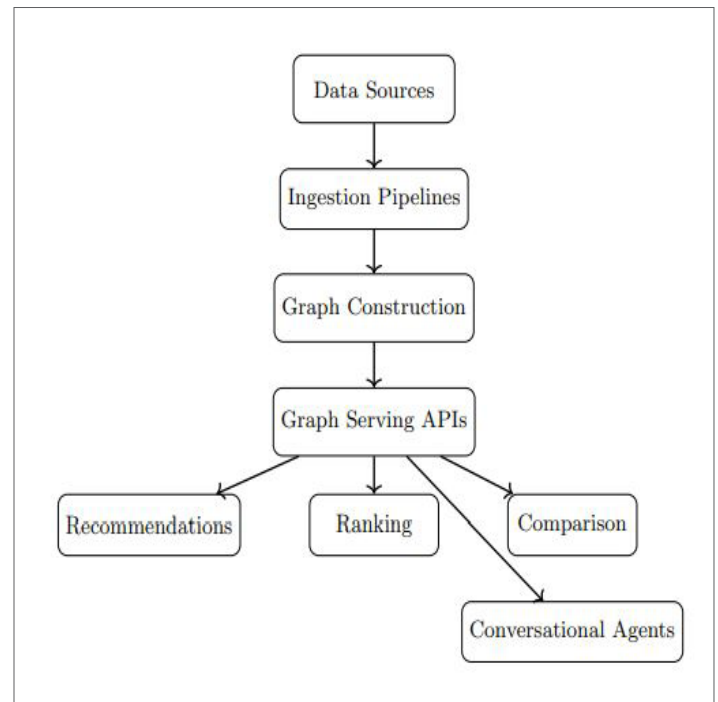 Data Sources
Ingestion Pipelines
Graph Construction
Graph Serving APIs
Recommendations
Ranking
Comparison
Conversational Agents